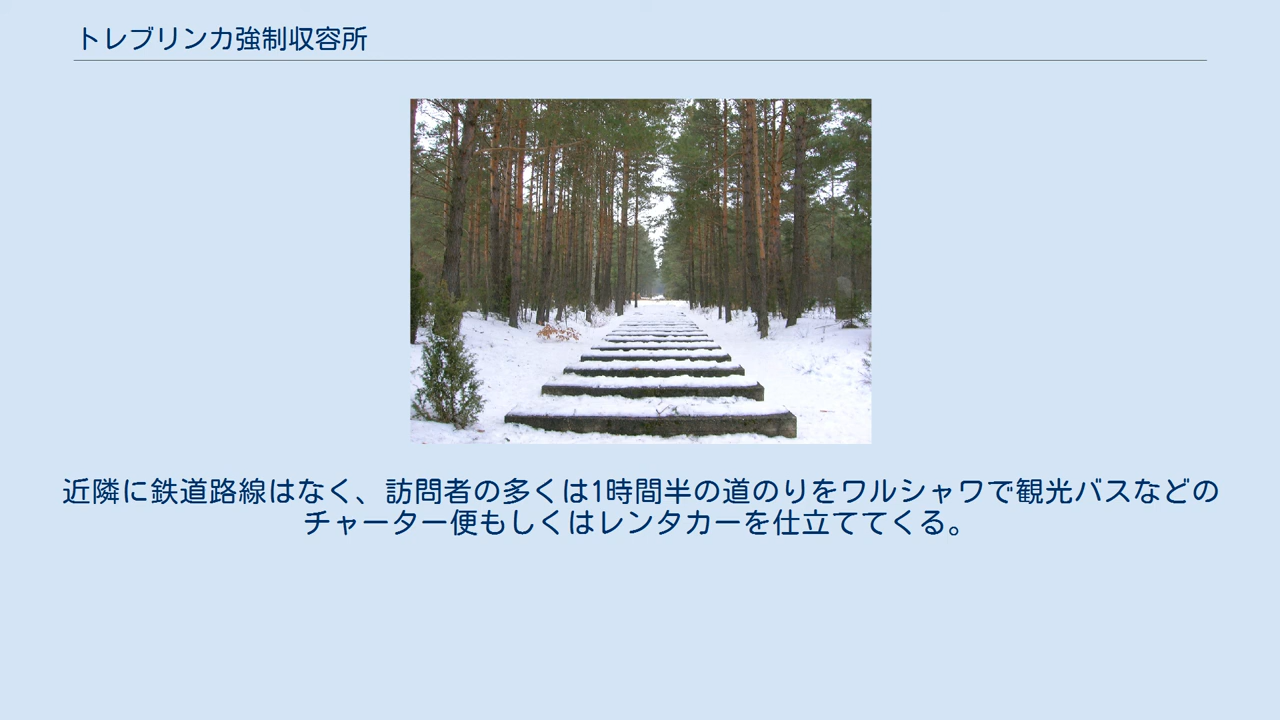 トレブリンカ強制収容所
近隣に鉄道路線はなく、訪問者の多くは1時間半の道のりをワルシャワで観光バスなどの
チャーター便もしくはレンタカーを仕立ててくる。